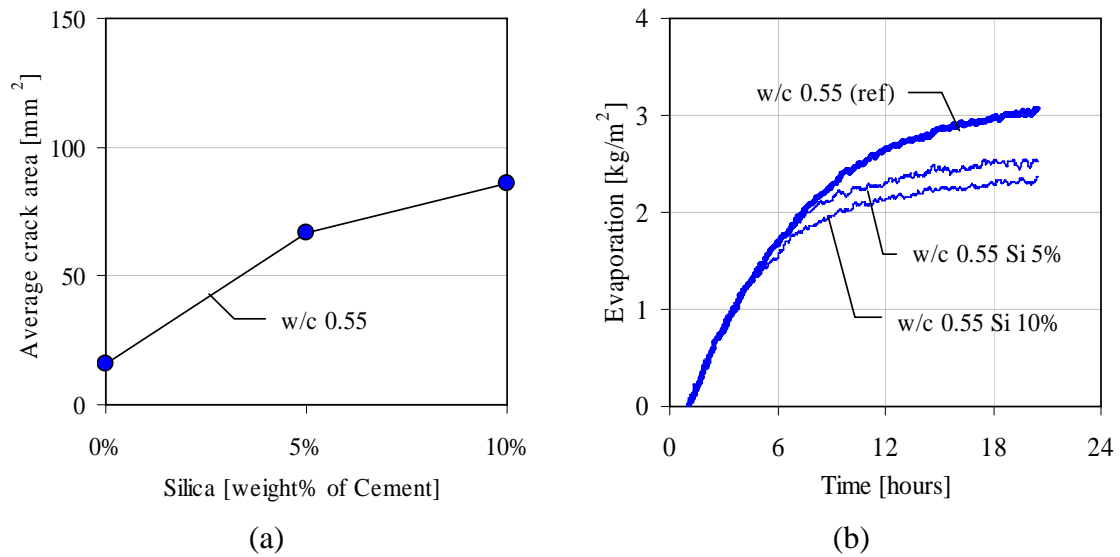 150
100
50
0
Average crack area [mm²]
w/c 0.55
0%
5%
10%
Silica [weight% of Cement]
(a)
4
3
2
1
0
Evaporation [kg/m²]
w/c 0.55 (ref)
w/c 0.55 Si 5%
w/c 0.55 Si 10%
0
6
12
18
24
Time [hours]
(b)